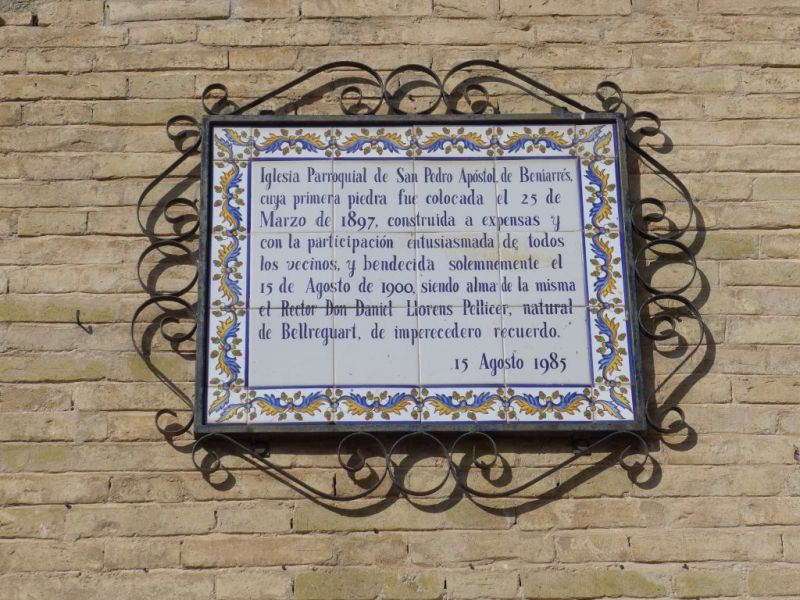 Iglesia Parroquial de San Pedro Apóstol, de Beniarrés,
cuya primera piedra fue colocada el 25 de
Marzo de 1897, construida a expensas y
con la participación entusiasmada de todos
los vecinos, y bendecida solemnemente el
15 de Agosto de 1900, siendo alma de la misma
el Rector Don Daniel Llorens Pellicer, natural
de Bellreguart, de imperecedero recuerdo.
15 Agosto 1985